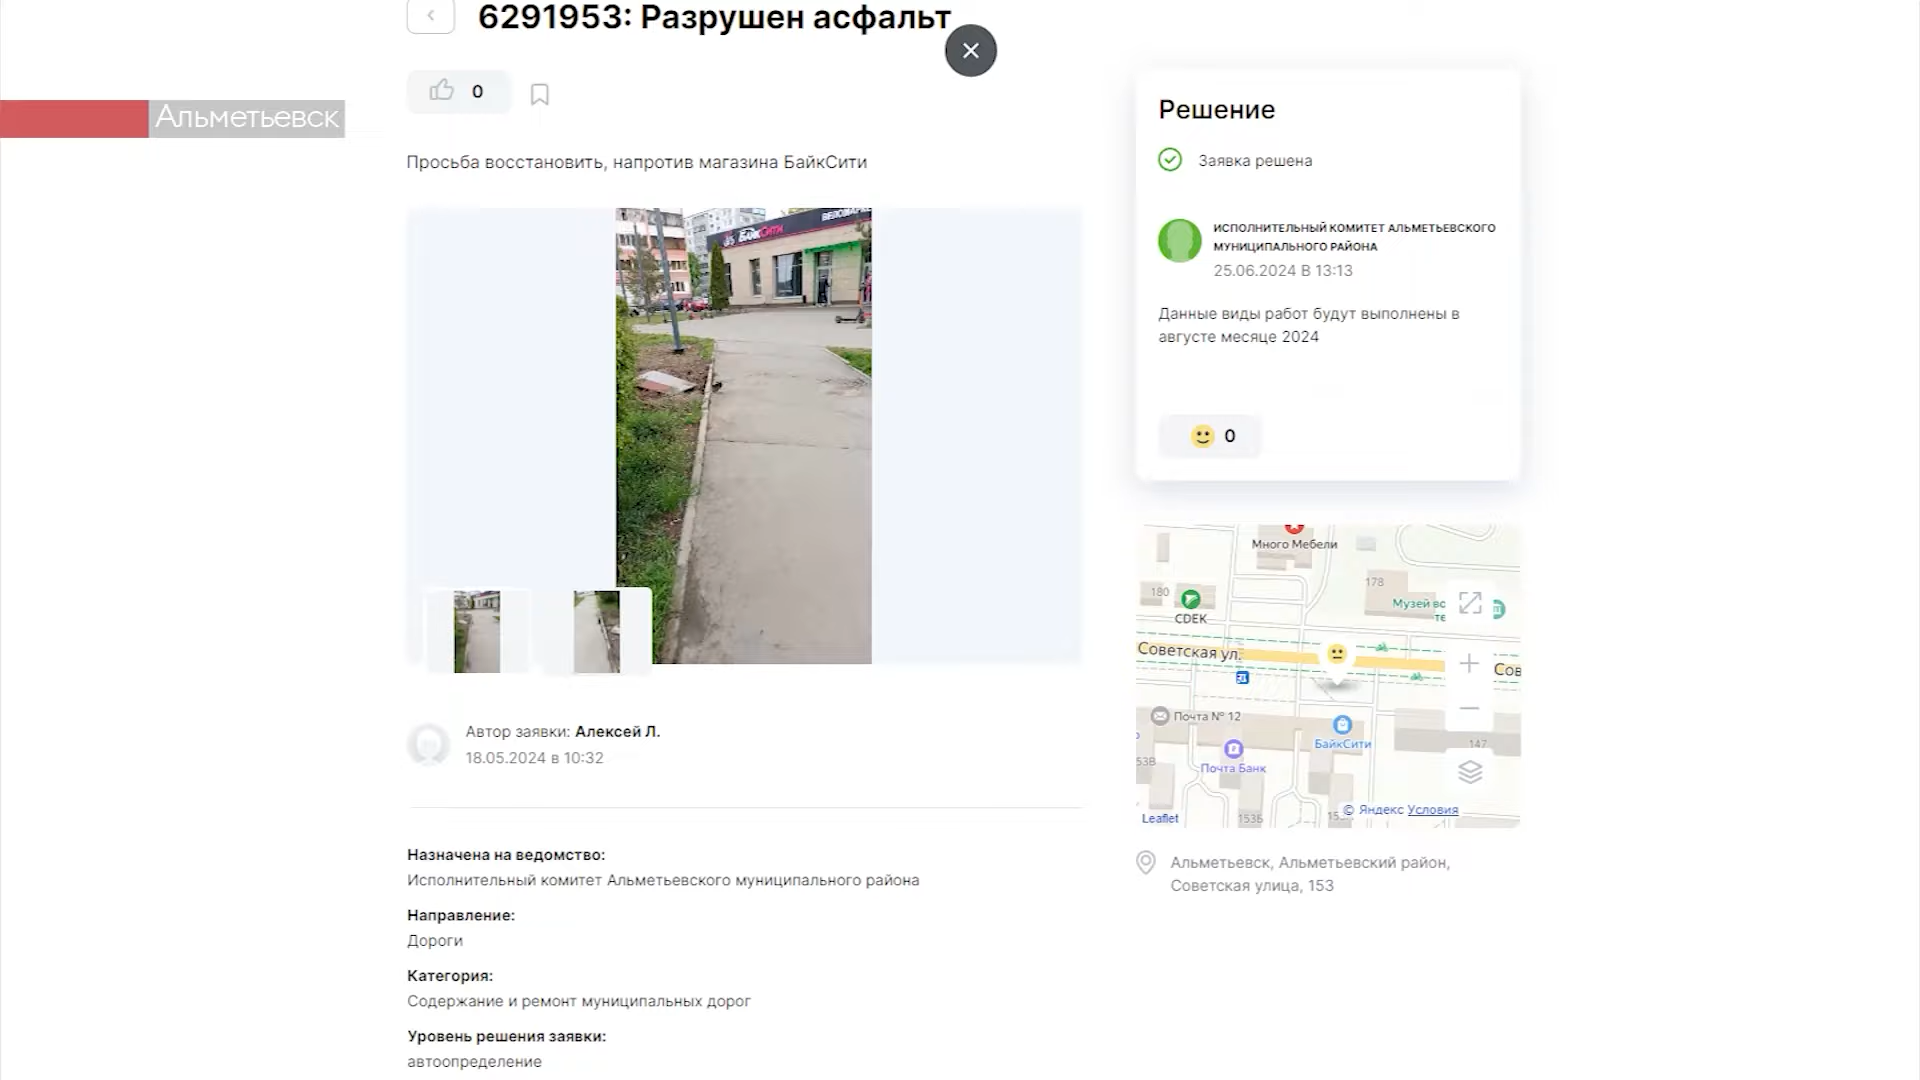 6291953: Разрушен асфальт
Альметьевск
0
Просьба восстановить, напротив магазина БайкСити
БайкСити
Автор заявки: Алексей Л.
18.05.2024 в 10:32
Назначена на ведомство:
Исполнительный комитет Альметьевского муниципального района
Направление:
Дороги
Категория:
Содержание и ремонт муниципальных дорог
Уровень решения заявки:
автоопределение
Решение
Заявка решена
ИСПОЛНИТЕЛЬНЫЙ КОМИТЕТ АЛЬМЕТЬЕВСКОГО
МУНИЦИПАЛЬНОГО РАЙОНА
25.06.2024 В 13:13
Данные виды работ будут выполнены в
августе месяце 2024
0
Много Мебели
178
180
CDEK
Музей
Советская ул.
Почта № 12
БайкСити
147
Почта Банк
153Б
© Яндекс Условия
Leaflet
Альметьевск, Альметьевский район,
Советская улица, 153